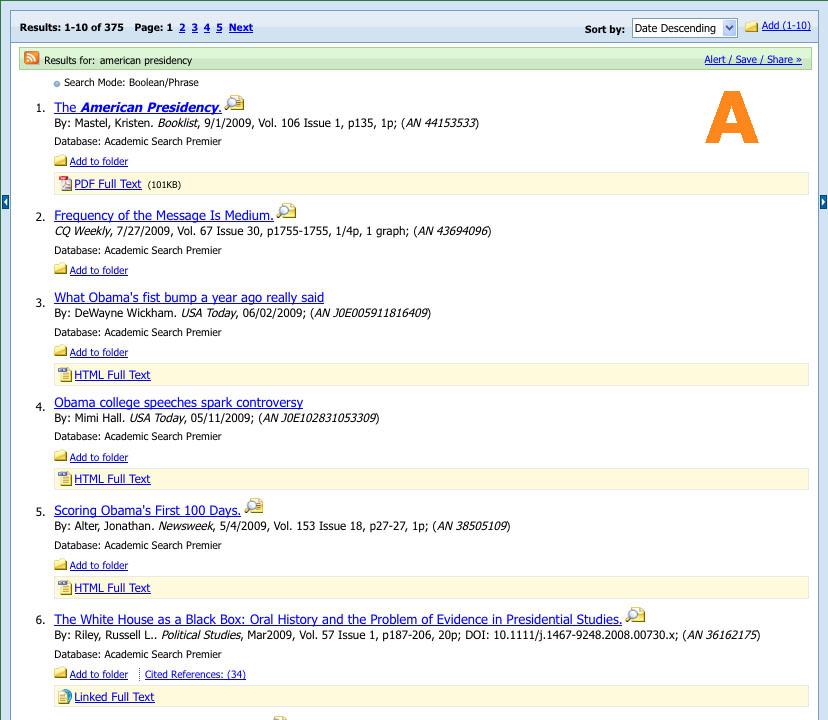 Results: 1-10 of 375 Page: 1 2 3 4 5 Next Sort by: Date Descending Add (1-10)
Results for: american presidency Alert / Save / Share »
Search Mode: Boolean/Phrase
A
1. The American Presidency.
By: Mastel, Kristen. Booklist, 9/1/2009, Vol. 106 Issue 1, p135, 1p; (AN 44153533)
Database: Academic Search Premier
Add to folder
PDF Full Text (101KB)
2. Frequency of the Message Is Medium.
CQ Weekly, 7/27/2009, Vol. 67 Issue 30, p1755-1755, 1/4p, 1 graph; (AN 43694096)
Database: Academic Search Premier
Add to folder
3. What Obama's fist bump a year ago really said
By: DeWayne Wickham. USA Today, 06/02/2009; (AN J0E005911816409)
Database: Academic Search Premier
Add to folder
HTML Full Text
4. Obama college speeches spark controversy
By: Mimi Hall. USA Today, 05/11/2009; (AN J0E102831053309)
Database: Academic Search Premier
Add to folder
HTML Full Text
5. Scoring Obama's First 100 Days.
By: Alter, Jonathan. Newsweek, 5/4/2009, Vol. 153 Issue 18, p27-27, 1p; (AN 38505109)
Database: Academic Search Premier
Add to folder
HTML Full Text
6. The White House as a Black Box: Oral History and the Problem of Evidence in Presidential Studies.
By: Riley, Russell L.. Political Studies, Mar2009, Vol. 57 Issue 1, p187-206, 20p; DOI: 10.1111/j.1467-9248.2008.00730.x; (AN 36162175)
Database: Academic Search Premier
Add to folder Cited References: (34)
Linked Full Text